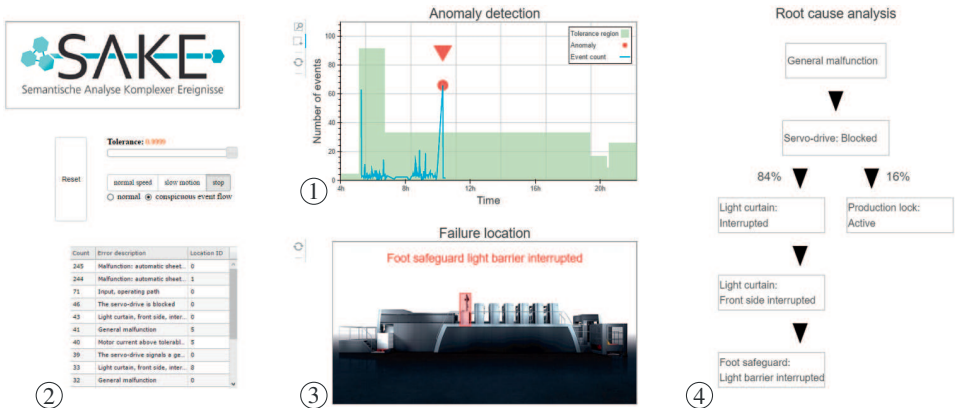 SAKE
Semantische Analyse Komplexer Ereignisse
Reset
Tolerance: 0.9999
normal speed slow motion stop
normal conspicuous event flow
Count Error description Location ID
245 Malfunction: automatic sheet.. 0
244 Malfunction: automatic sheet.. 1
71 Input, operating path 0
46 The servo-drive is blocked 0
43 Light curtain, front side, inter... 0
41 General malfunction 5
40 Motor current above tolerabl.. 5
39 The servo-drive signals a ge... 0
33 Light curtain, front side, inter...
32 General malfunction 0
2
Anomaly detection
Tolerance region
Anomaly
Event count
Number of events
100
80
60
40
20
0
4h 8h 12h 16h 20h
Time
1
Failure location
Foot safeguard light barrier interrupted
3
Root cause analysis
General malfunction
Servo-drive: Blocked
84% 16%
Light curtain:
Interrupted
Production lock:
Active
Light curtain:
Front side interrupted
Foot safeguard:
Light barrier interrupted
4